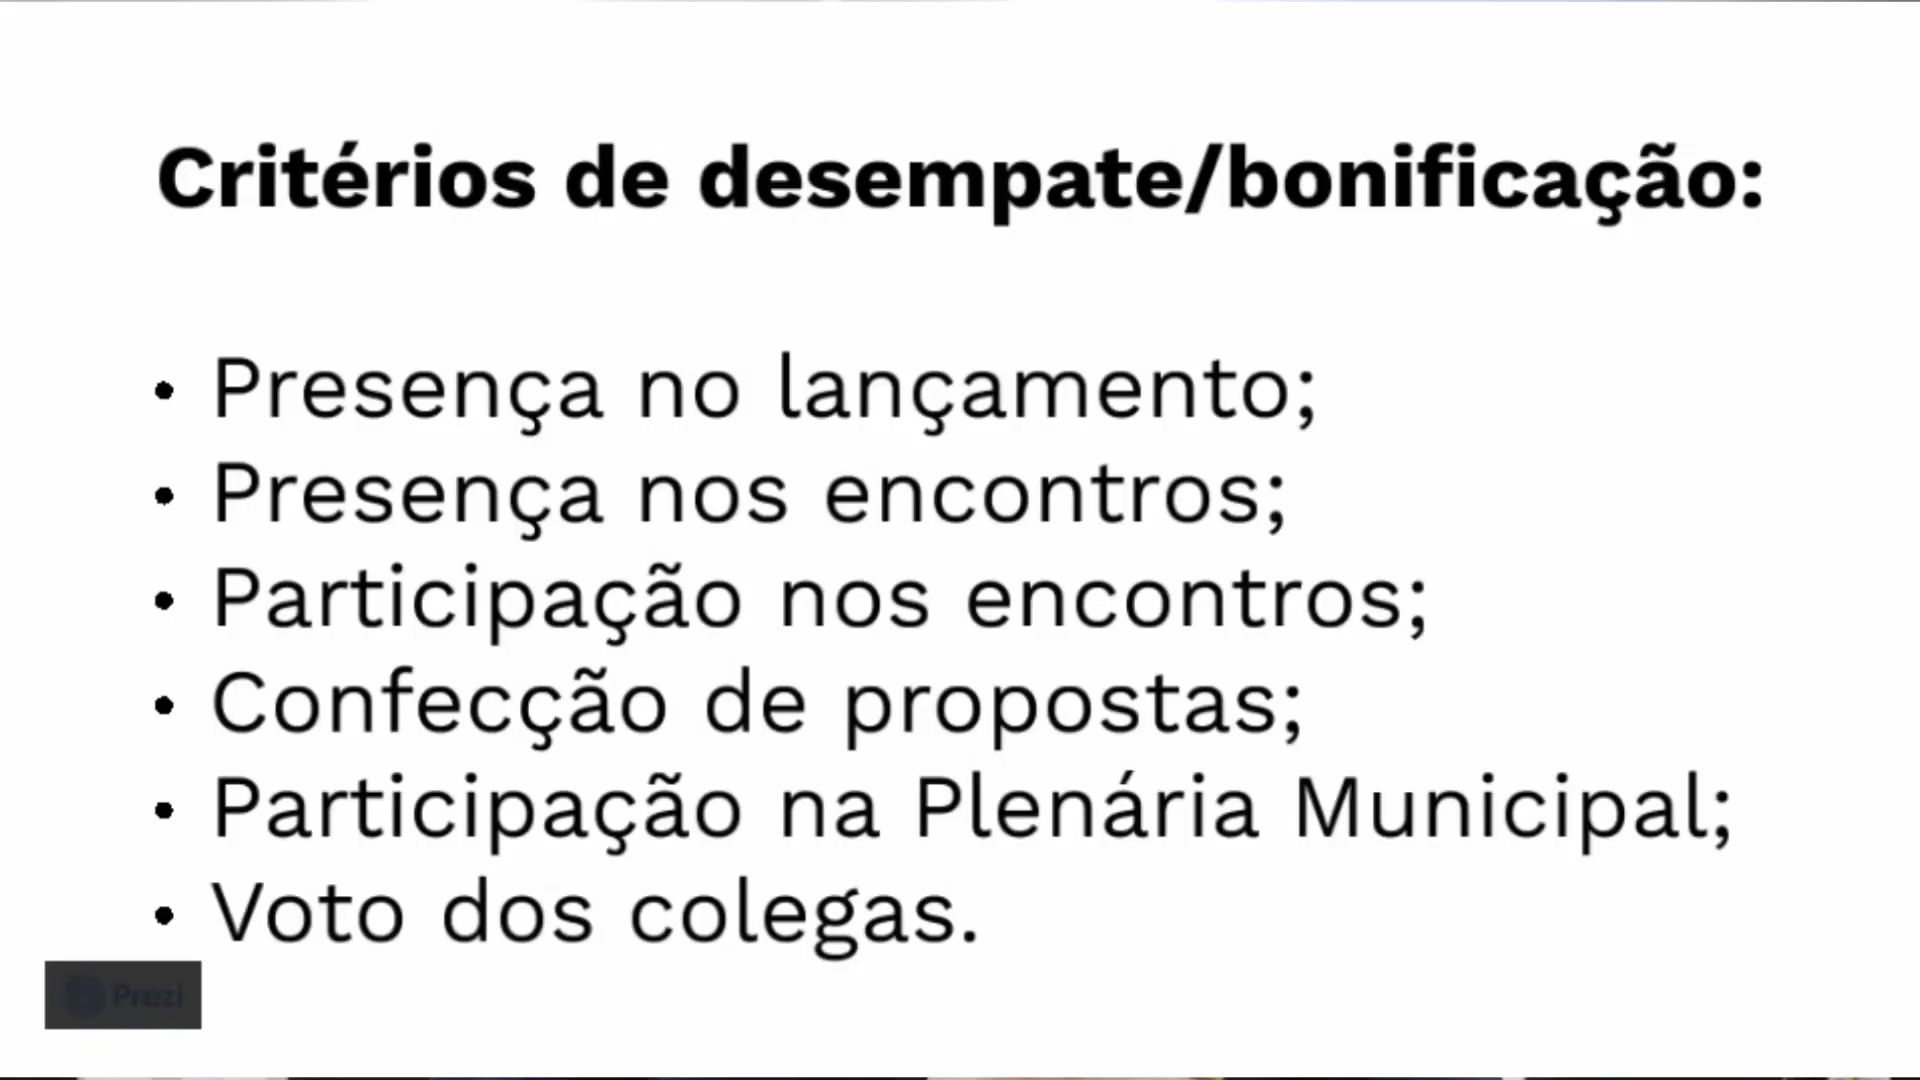 Critérios de desempate/bonificação:
• Presença no lançamento;
• Presença nos encontros;
• Participação nos encontros;
• Confecção de propostas;
• Participação na Plenária Municipal;
• Voto dos colegas.
Prezi